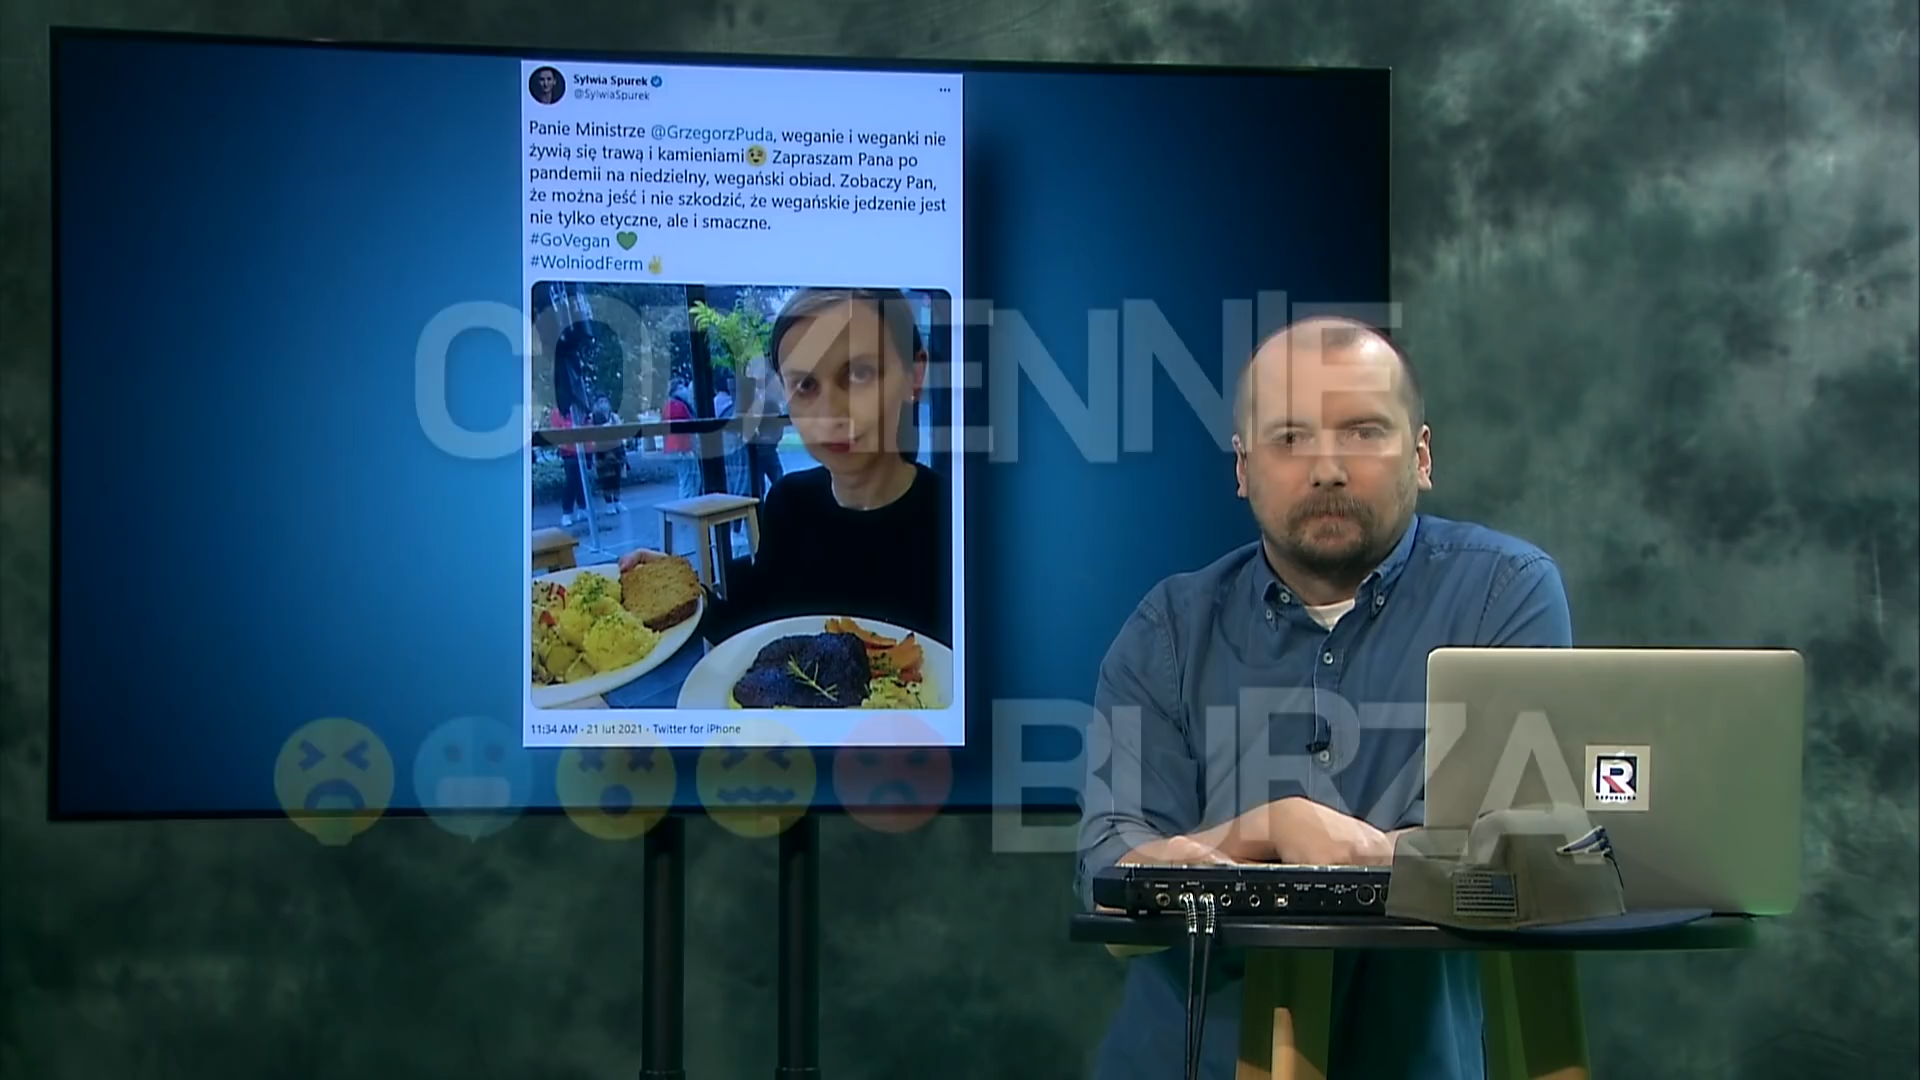 Sylwia Spurek
@SylwiaSpurek
Panie Ministrze @GrzegorzPuda, weganie i weganki nie
żywią się trawą i kamieniami😉 Zapraszam Pana po
pandemii na niedzielny, wegański obiad. Zobaczy Pan,
że można jeść i nie szkodzić, że wegańskie jedzenie jest
nie tylko etyczne, ale i smaczne.
#GoVegan 💚
#WolniodFerm✌
11:34 AM · 21 lut 2021 · Twitter for iPhone
CODZIENNIE
BURZA
R
REPUBLIKA